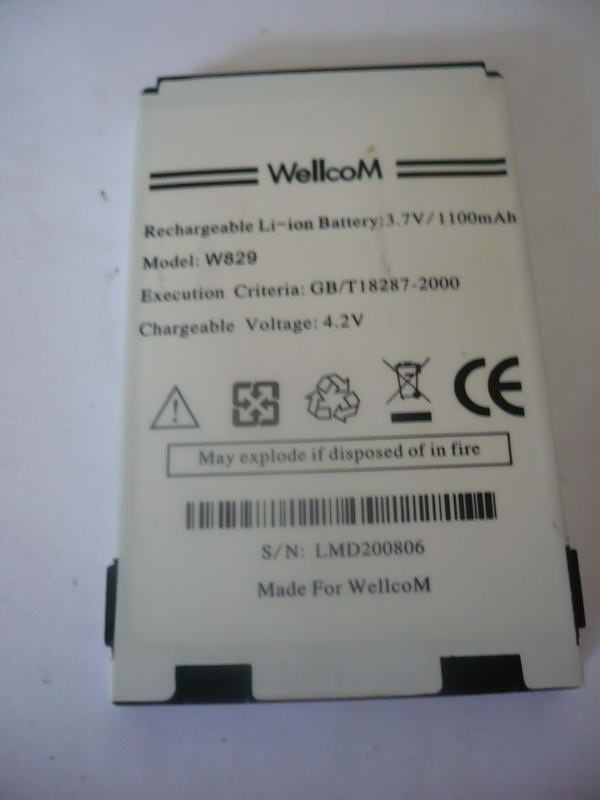 WellcoM
Rechargeable Li-ion Battery:3.7V/1100mAh
Model: W829
Execution Criteria: GB/T18287-2000
Chargeable Voltage: 4.2V
CE
May explode if disposed of in fire
S/N: LMD200806
Made For WellcoM